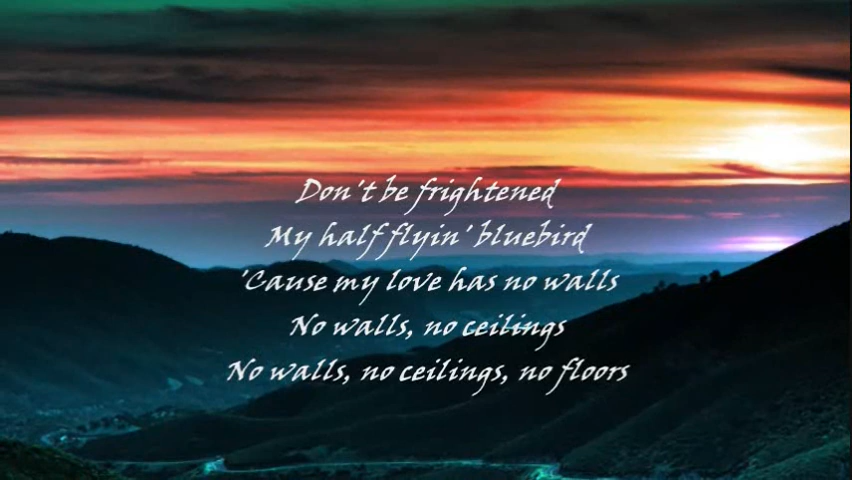 Don't be frightened
My half flyin' bluebird
'Cause my love has no walls
No walls, no ceilings
No walls, no ceilings, no floors